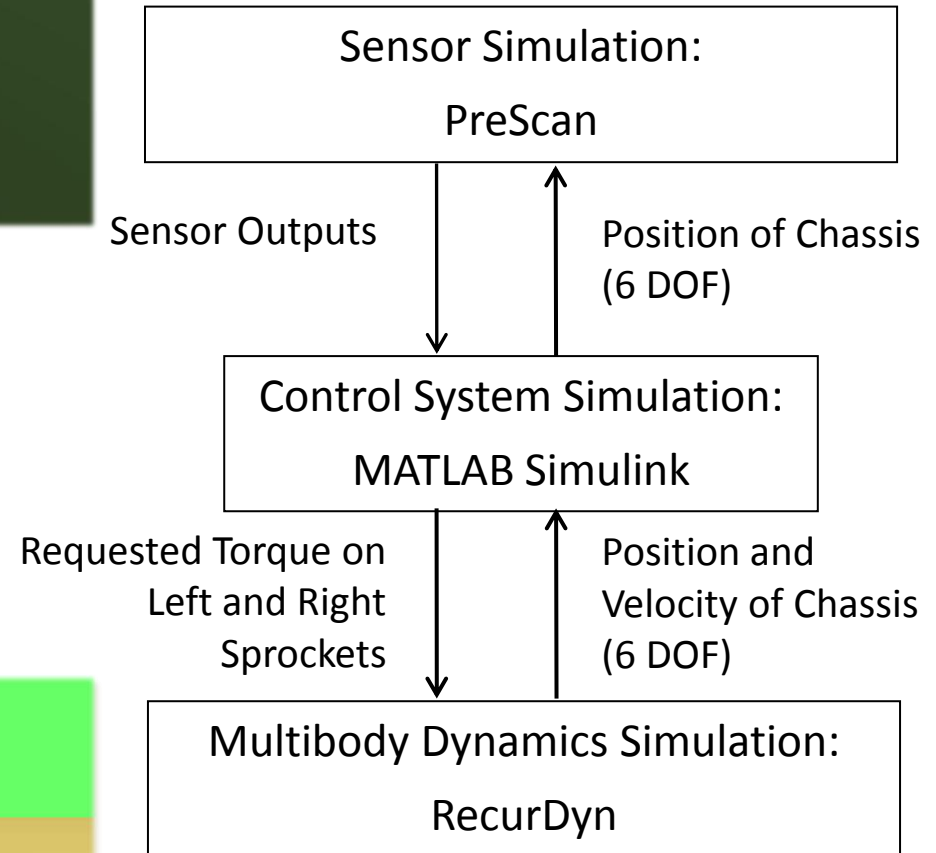 Sensor Simulation:
PreScan
Sensor Outputs
Position of Chassis
(6 DOF)
Control System Simulation:
MATLAB Simulink
Requested Torque on
Left and Right
Sprockets
Position and
Velocity of Chassis
(6 DOF)
Multibody Dynamics Simulation:
RecurDyn